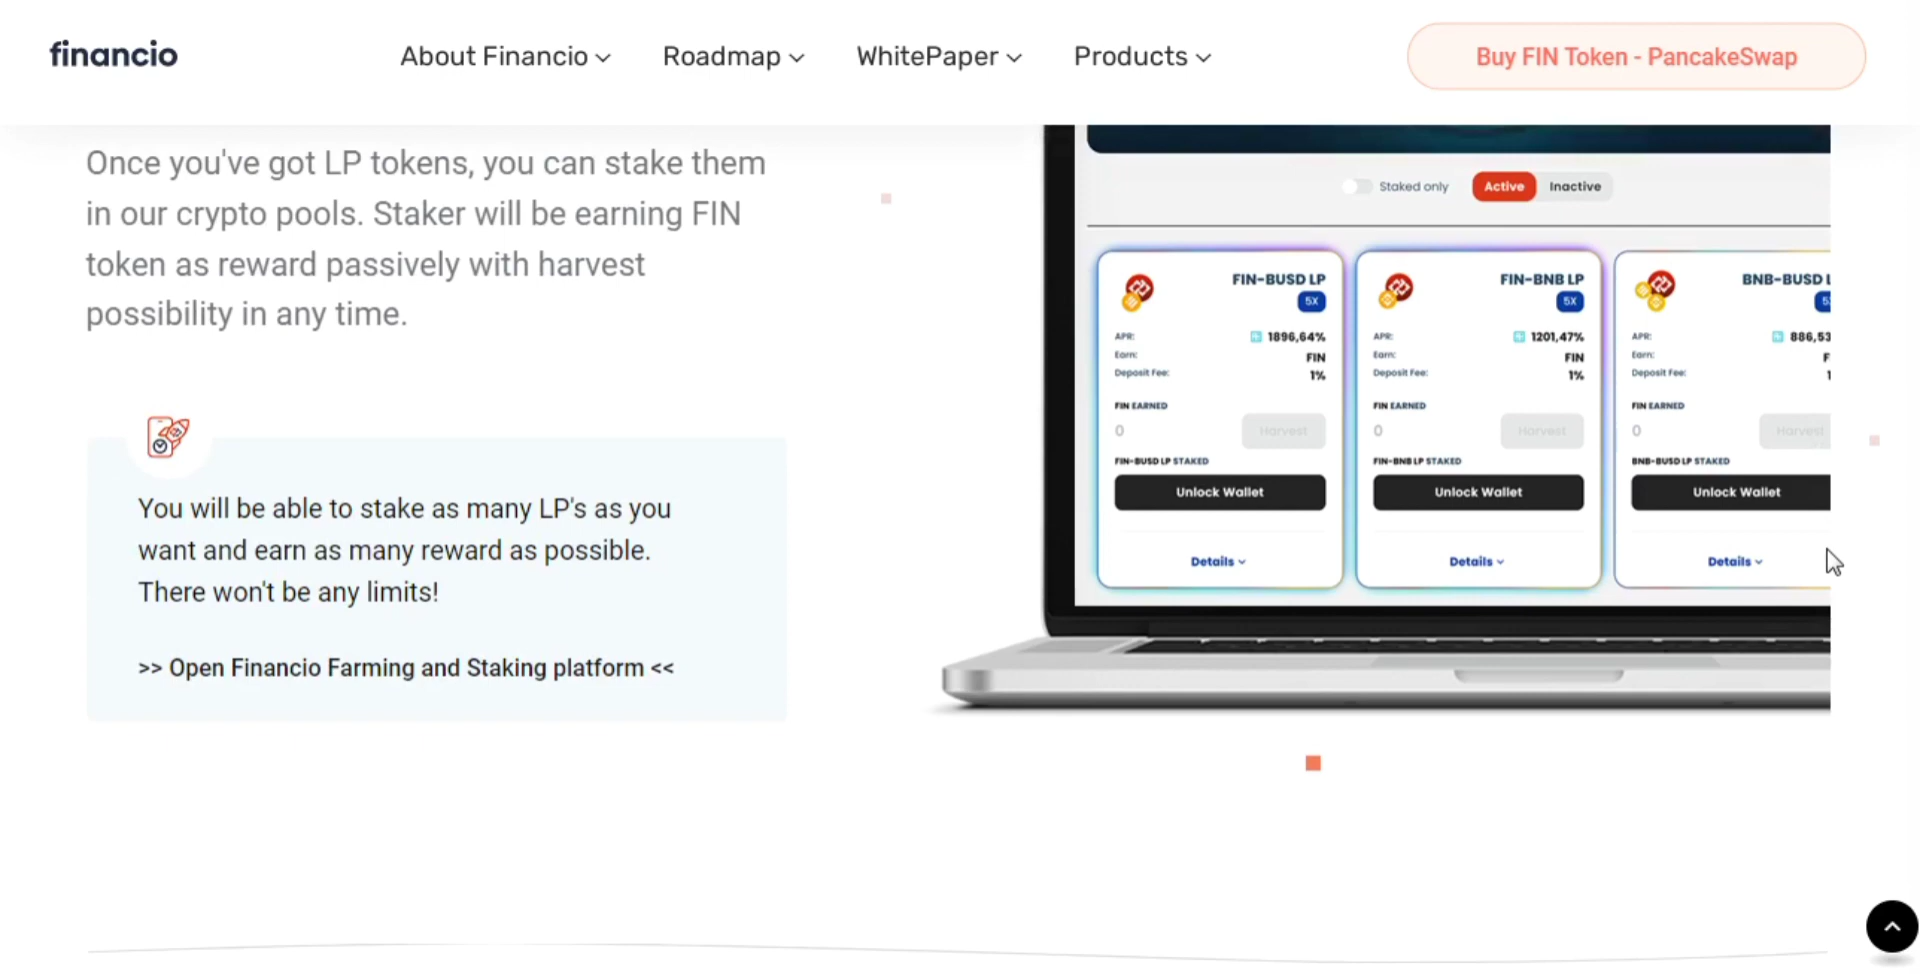 financio
About Financio
Roadmap
WhitePaper
Products
Buy FIN Token - PancakeSwap
Once you've got LP tokens, you can stake them
in our crypto pools. Staker will be earning FIN
token as reward passively with harvest
possibility in any time.
You will be able to stake as many LP's as you
want and earn as many reward as possible.
There won't be any limits!
>> Open Financio Farming and Staking platform <<
Staked only
Active
Inactive
FIN-BUSD LP
5X
APR: 1896,64%
Earn: FIN
Deposit Fee: 1%
FIN EARNED
0
Harvest
FIN-BUSD LP STAKED
Unlock Wallet
Details
FIN-BNB LP
5X
APR: 1201,47%
Earn: FIN
Deposit Fee: 1%
FIN EARNED
0
Harvest
FIN-BNB LP STAKED
Unlock Wallet
Details
BNB-BUSD
APR: 886,53
Earn:
Deposit Fee:
FIN EARNED
0
Harvest
BNB-BUSD LP STAKED
Unlock Wallet
Details